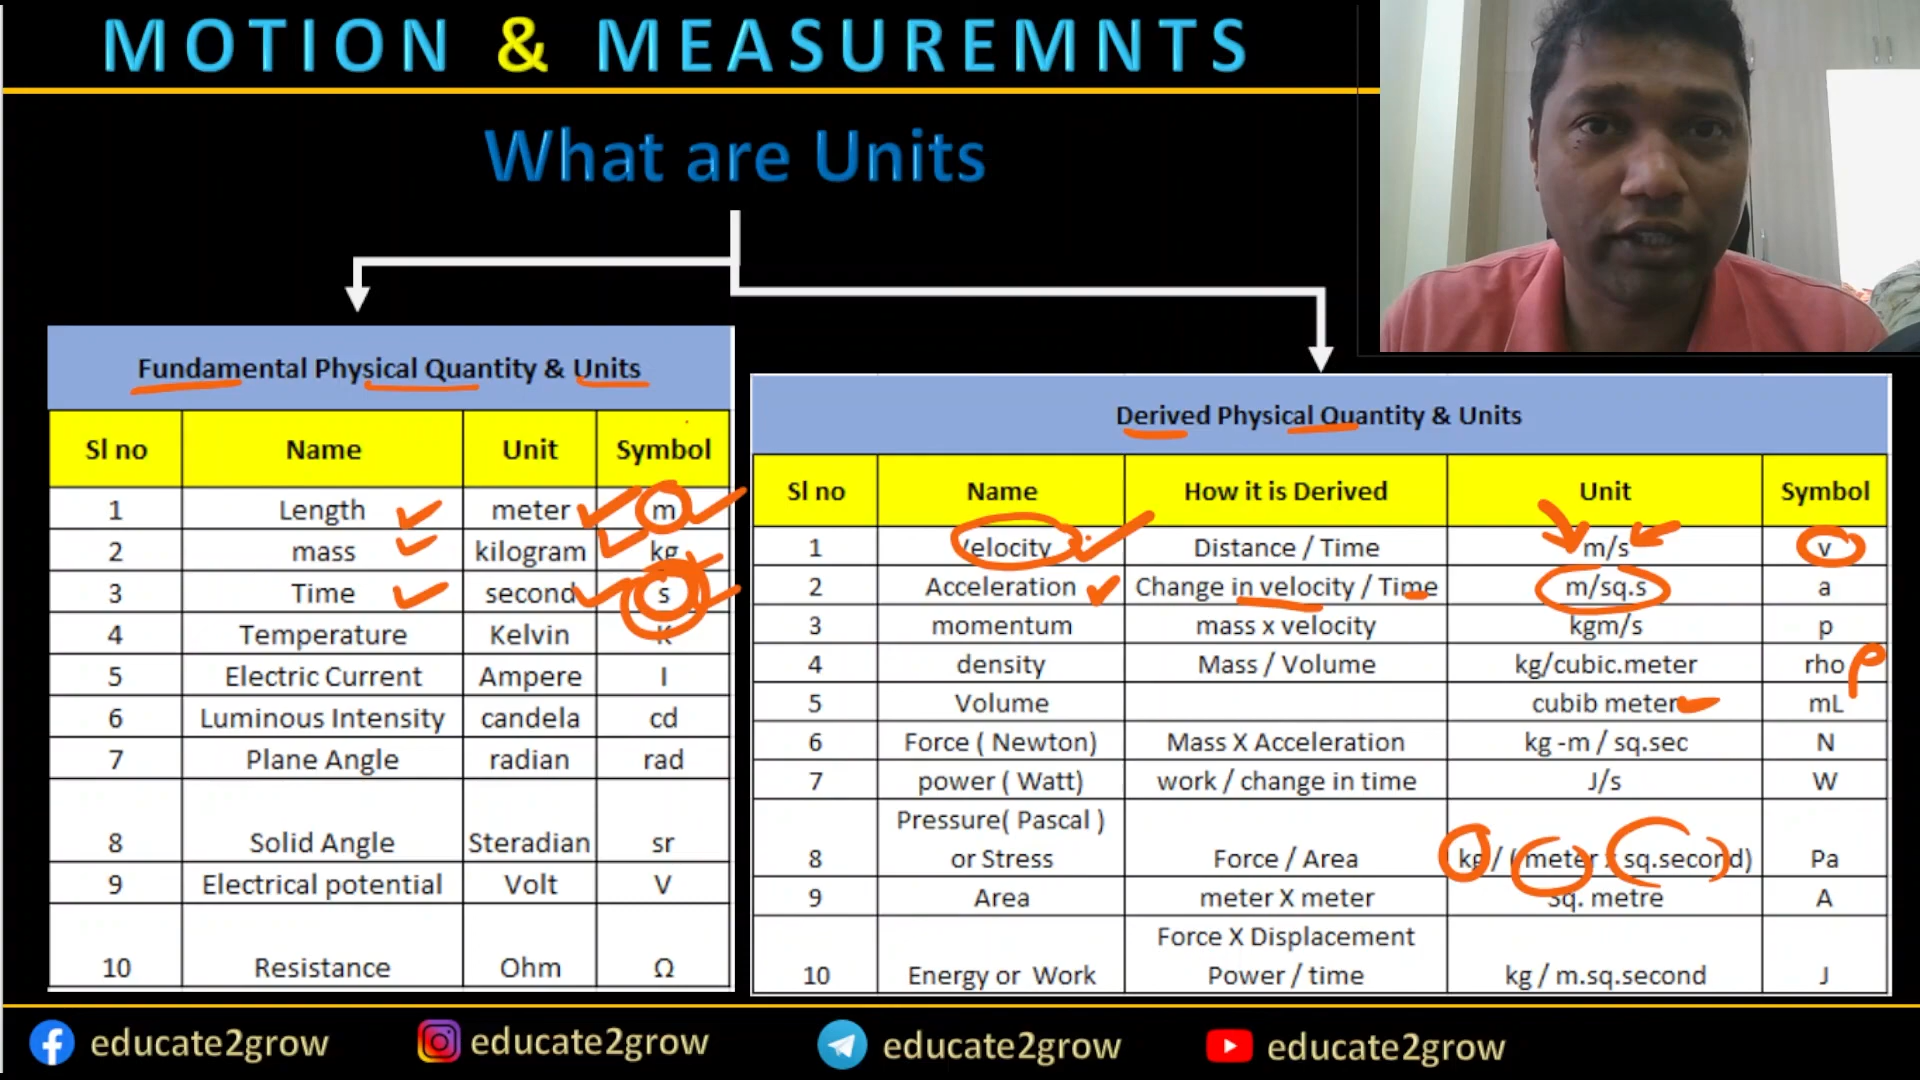 MOTION & MEASUREMNTS
What are Units
Fundamental Physical Quantity & Units
Sl no Name Unit Symbol
1 Length meter m
2 mass kilogram kg
3 Time second s
4 Temperature Kelvin K
5 Electric Current Ampere I
6 Luminous Intensity candela cd
7 Plane Angle radian rad
8 Solid Angle Steradian sr
9 Electrical potential Volt V
10 Resistance Ohm Ω
Derived Physical Quantity & Units
Sl no Name How it is Derived Unit Symbol
1 Velocity Distance / Time m/s v
2 Acceleration Change in velocity / Time m/sq.s a
3 momentum mass x velocity kgm/s p
4 density Mass / Volume kg/cubic.meter rho ρ
5 Volume cubib meter mL
6 Force ( Newton) Mass X Acceleration kg -m / sq.sec N
7 power ( Watt) work / change in time J/s W
Pressure( Pascal )
8 or Stress Force / Area kg / ( meter x sq.second) Pa
9 Area meter X meter Sq. metre A
Force X Displacement
10 Energy or Work Power / time kg / m.sq.second J
educate2grow educate2grow educate2grow educate2grow